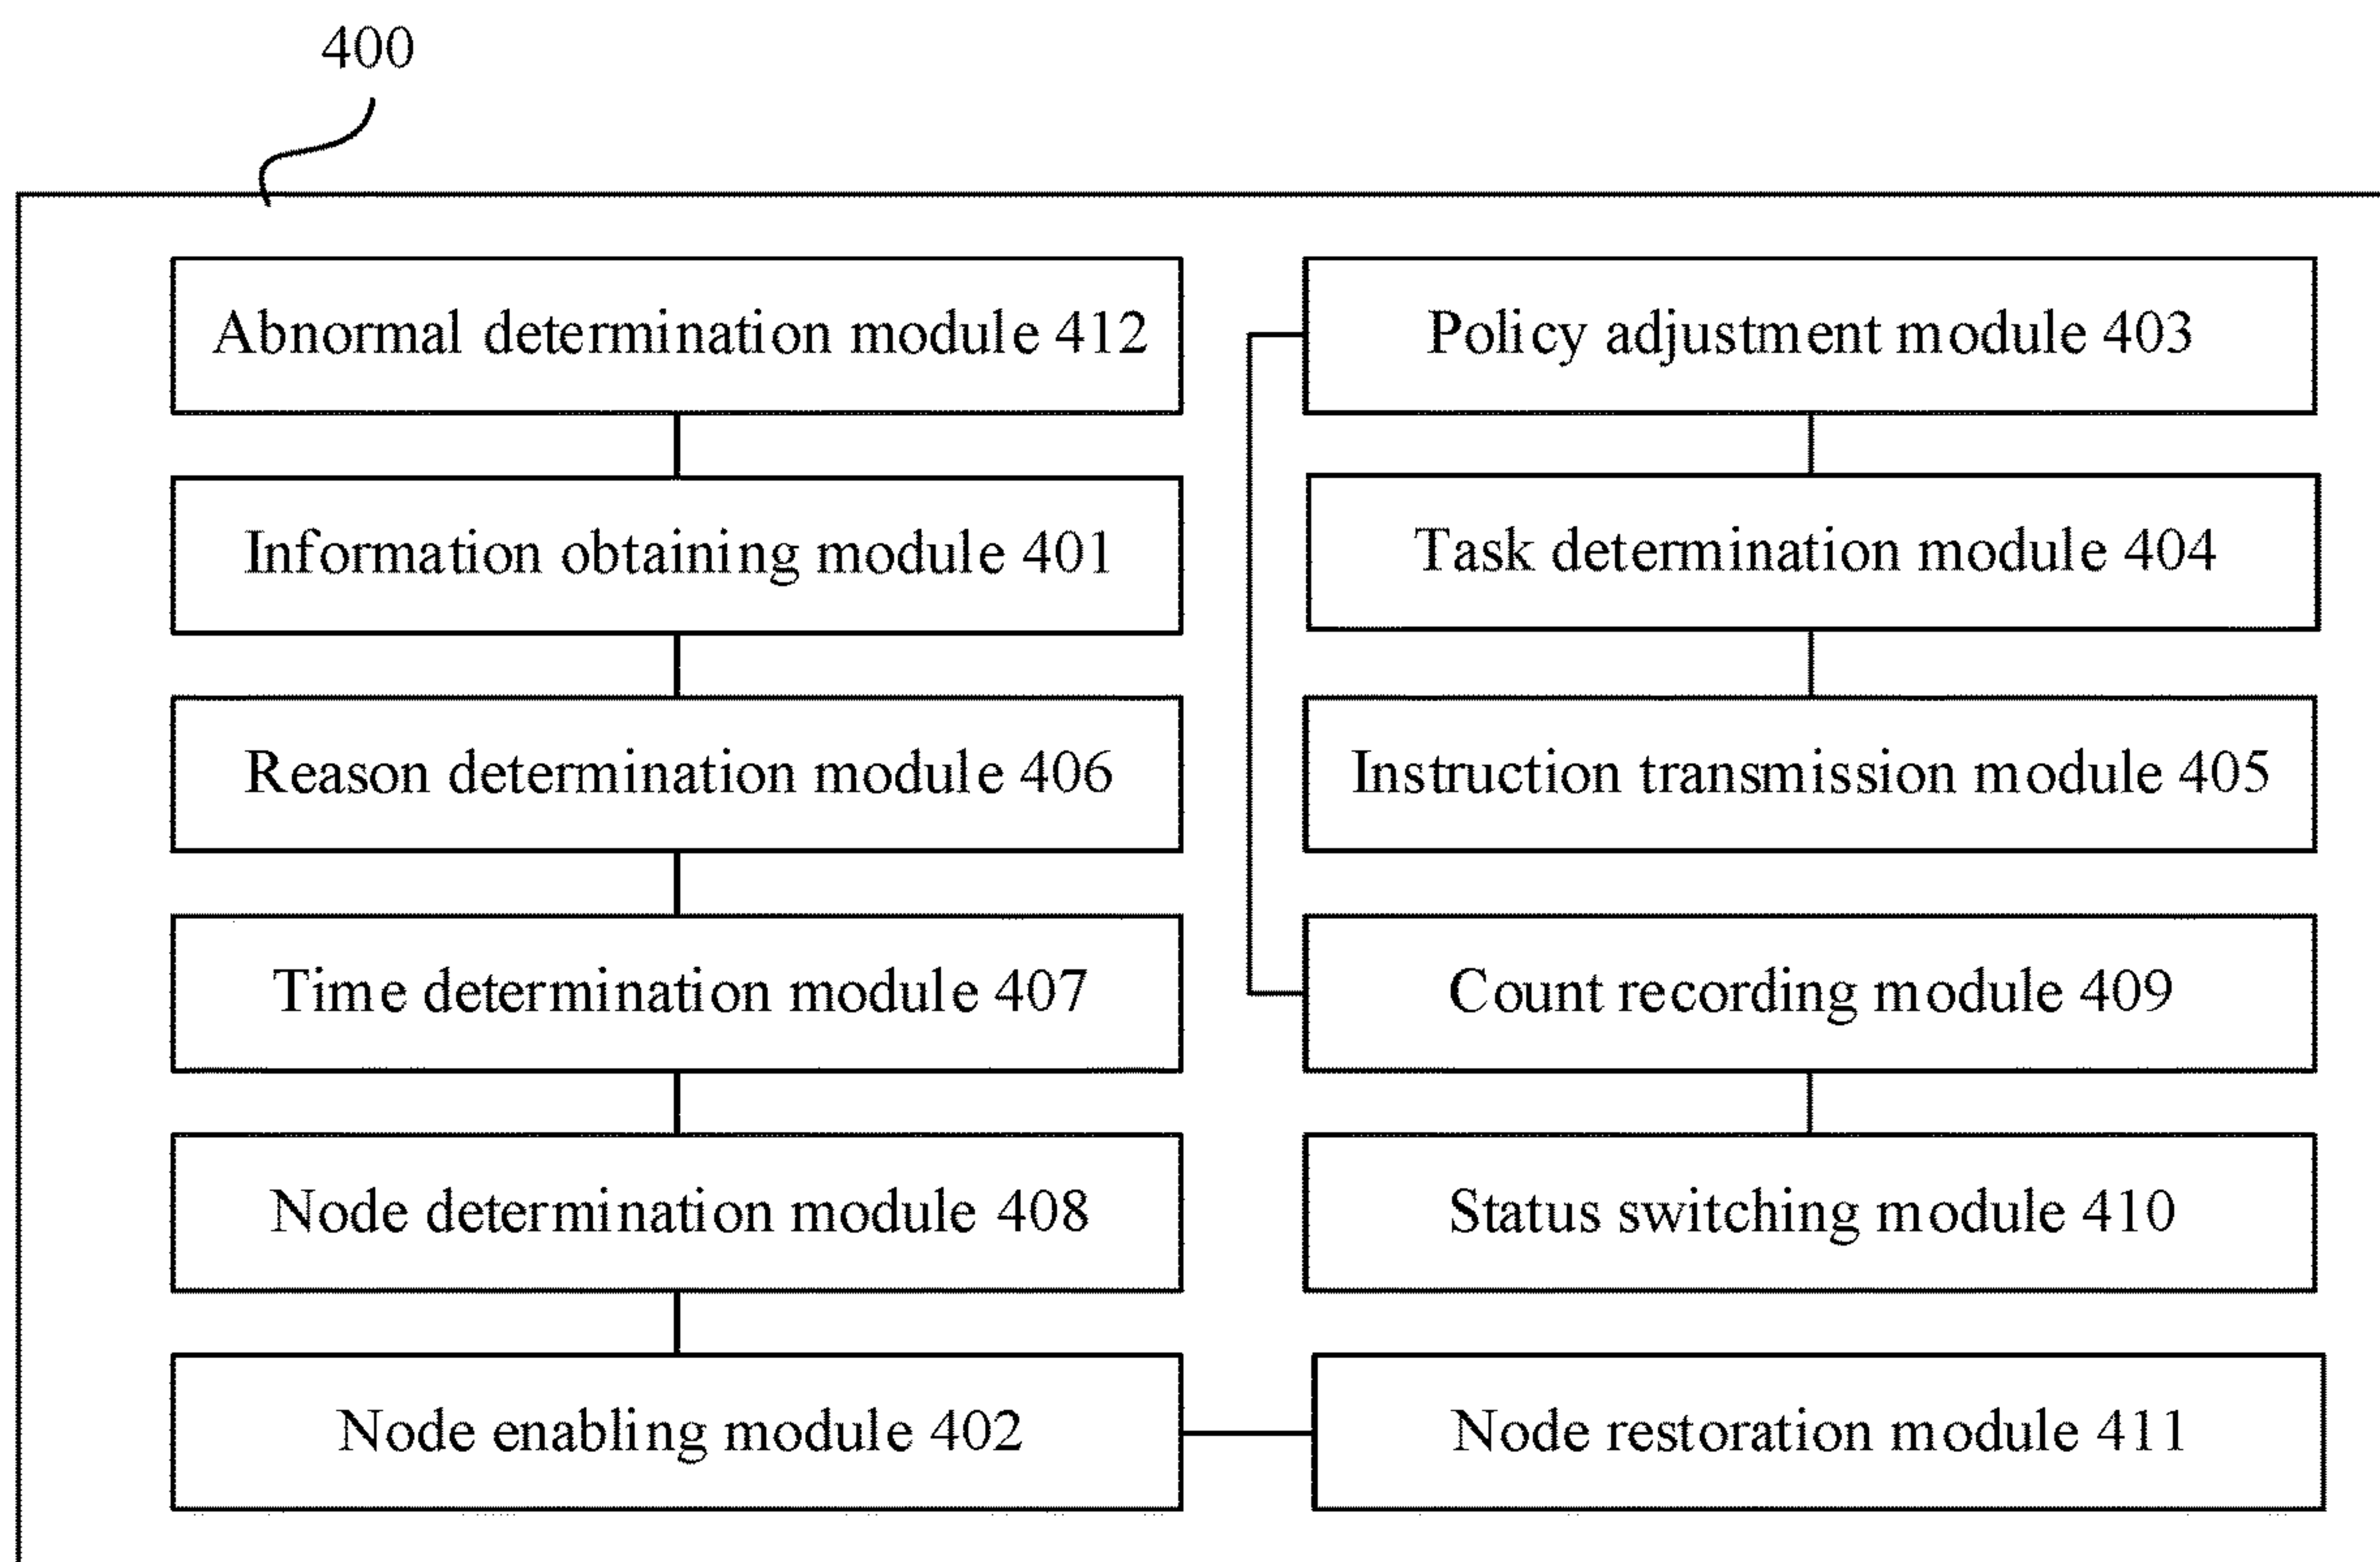 400
Abnormal determination module 412
Information obtaining module 401
Reason determination module 406
Time determination module 407
Node determination module 408
Node enabling module 402
Policy adjustment module 403
Task determination module 404
Instruction transmission module 405
Count recording module 409
Status switching module 410
Node restoration module 411